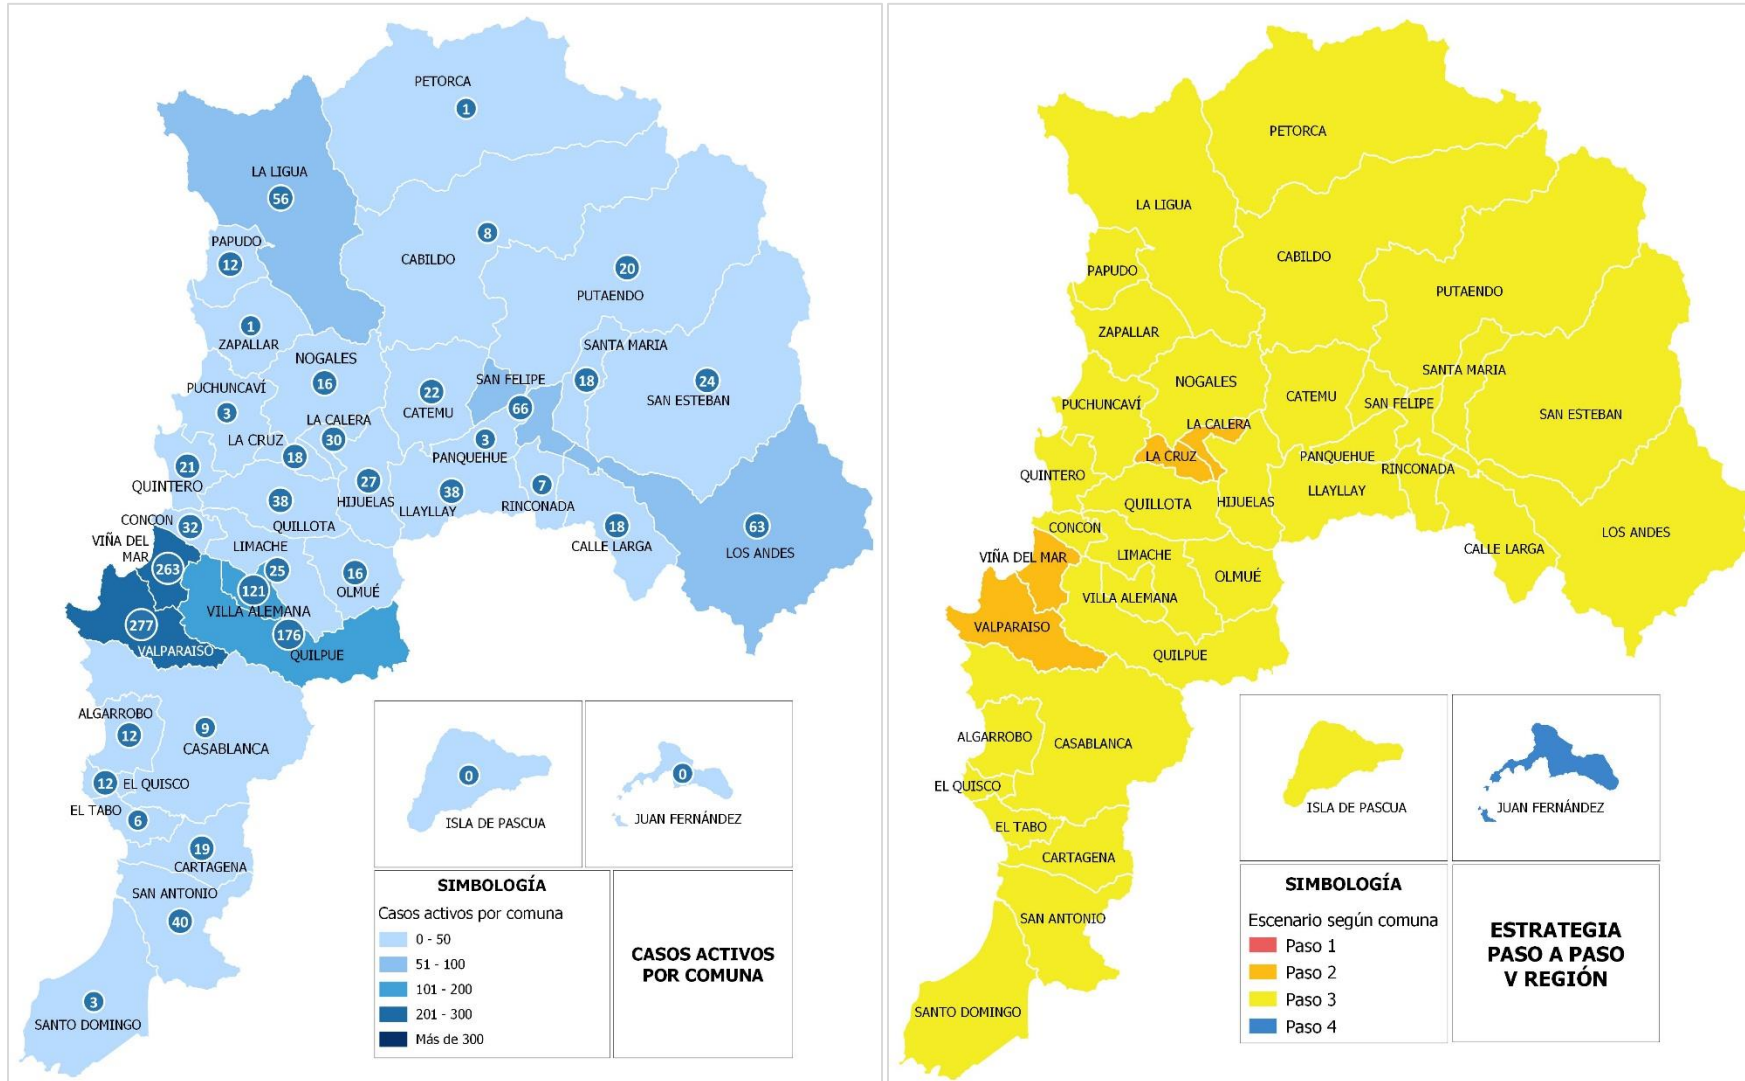 PETORCA
1
LA LIGUA
56
PAPUDO
12
8
CABILDO
20
PUTAENDO
1
ZAPALLAR
SANTA MARIA
NOGALES
16
SAN FELIPE
18
24
SAN ESTEBAN
PUCHUNCAVÍ
3
22
CATEMU
66
LA CALERA
30
LA CRUZ
18
3
PANQUEHUE
21
QUINTERO
27
HIJUELAS
38
LLAYLLAY
7
RINCONADA
38
QUILLOTA
CONCON
32
18
CALLE LARGA
63
LOS ANDES
VIÑA DEL
MAR
263
LIMACHE
25
16
OLMUÉ
121
VILLA ALEMANA
277
VALPARAISO
176
QUILPUE
ALGARROBO
12
9
CASABLANCA
12
EL QUISCO
EL TABO
6
19
CARTAGENA
SAN ANTONIO
40
3
SANTO DOMINGO
0
ISLA DE PASCUA
0
JUAN FERNÁNDEZ
SIMBOLOGÍA
Casos activos por comuna
0 - 50
51 - 100
101 - 200
201 - 300
Más de 300
CASOS ACTIVOS
POR COMUNA
PETORCA
LA LIGUA
CABILDO
PAPUDO
PUTAENDO
ZAPALLAR
SANTA MARIA
NOGALES
CATEMU
SAN FELIPE
PUCHUNCAVÍ
SAN ESTEBAN
LA CALERA
LA CRUZ
PANQUEHUE
RINCONADA
QUINTERO
LLAYLLAY
QUILLOTA
HIJUELAS
CONCON
LOS ANDES
VIÑA DEL MAR
LIMACHE
OLMUÉ
CALLE LARGA
VILLA ALEMANA
VALPARAISO
QUILPUE
ALGARROBO
CASABLANCA
EL QUISCO
EL TABO
CARTAGENA
SAN ANTONIO
SANTO DOMINGO
ISLA DE PASCUA
JUAN FERNÁNDEZ
SIMBOLOGÍA
Escenario según comuna
Paso 1
Paso 2
Paso 3
Paso 4
ESTRATEGIA
PASO A PASO
V REGIÓN